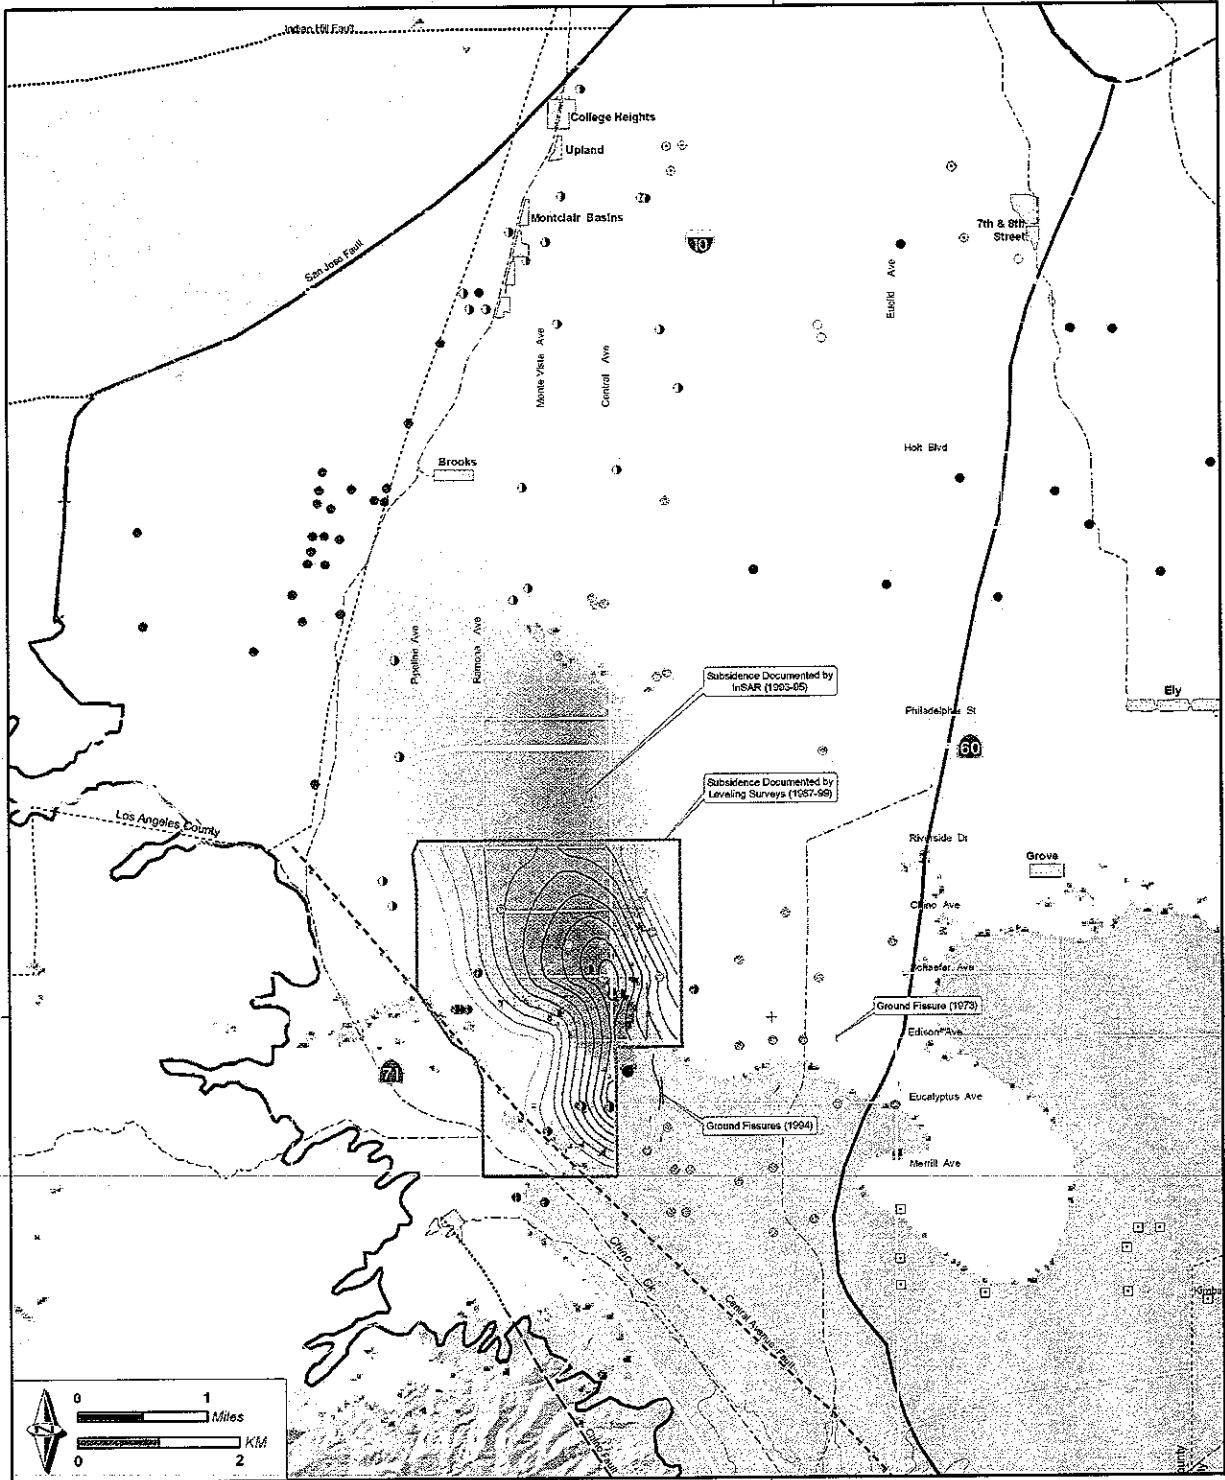 Indian Hill Fault
College Heights
Upland
Montclair Basins
10
7th & 8th
Street
San Jose Fault
Euclid Ave
Monte Vista Ave
Central Ave
Holt Blvd
Brooks
Pipeline Ave
Ramona Ave
Subsidence Documented by
InSAR (1993-95)
Ely
Philadelphia St
60
Subsidence Documented by
Leveling Surveys (1987-99)
Los Angeles County
Riverside Dr
Grove
Chino Ave
Schaefer Ave
Ground Fissure (1973)
Edison Ave
71
Eucalyptus Ave
Ground Fissures (1994)
Merrill Ave
Chino Ck
Central Avenue Fault
Chino Fault
0 1
Miles
KM
0 2